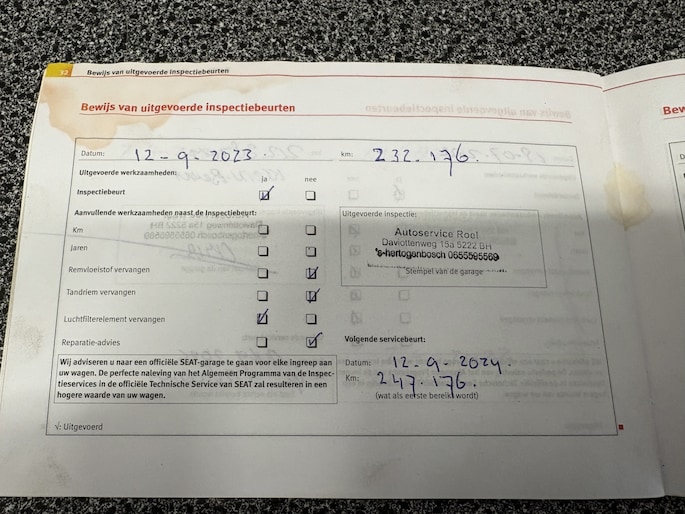 12 Bewijs van uitgevoerde inspectiebeurten
Bewijs van uitgevoerde inspectiebeurten
Bew
Datum: 12-9-2023. km: 232.176.
Uitgevoerde werkzaamheden: ja nee
Inspectiebeurt
Aanvullende werkzaamheden naast de Inspectiebeurt: Uitgevoerde inspectie:
Km
Autoservice Roel
Jaren
Daviottenweg 15a 5222 BH
's-hertogenbosch 0655595569
Remvloeistof vervangen
Stempel van de garage
Tandriem vervangen
Luchtfilterelement vervangen
Reparatie-advies
Volgende servicebeurt:
Wij adviseren u naar een officiële SEAT-garage te gaan voor elke ingreep aan
uw wagen. De perfecte naleving van het Algemeen Programma van de Inspec-
tieservices in de officiële Technische Service van SEAT zal resulteren in een
hogere waarde van uw wagen.
Datum: 12-9-2024.
Km: 247.176.
(wat als eerste bereikt wordt)
√: Uitgevoerd